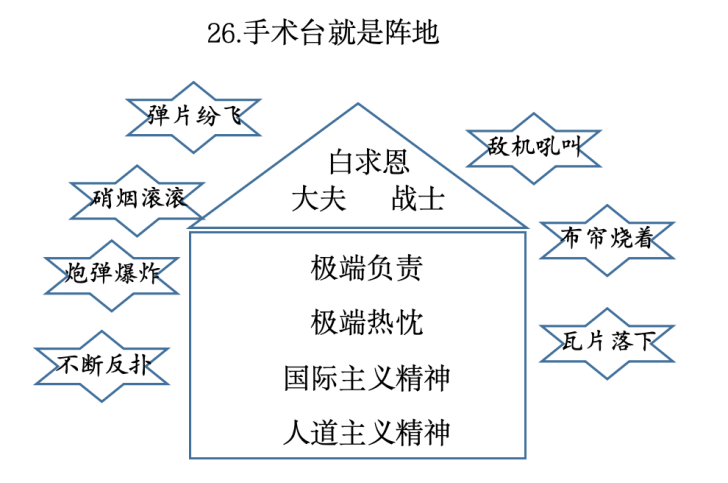 26.手术台就是阵地
弹片纷飞
敌机吼叫
白求恩
大夫 战士
硝烟滚滚
布帘烧着
炮弹爆炸
极端负责
极端热忱
瓦片落下
不断反扑
国际主义精神
人道主义精神